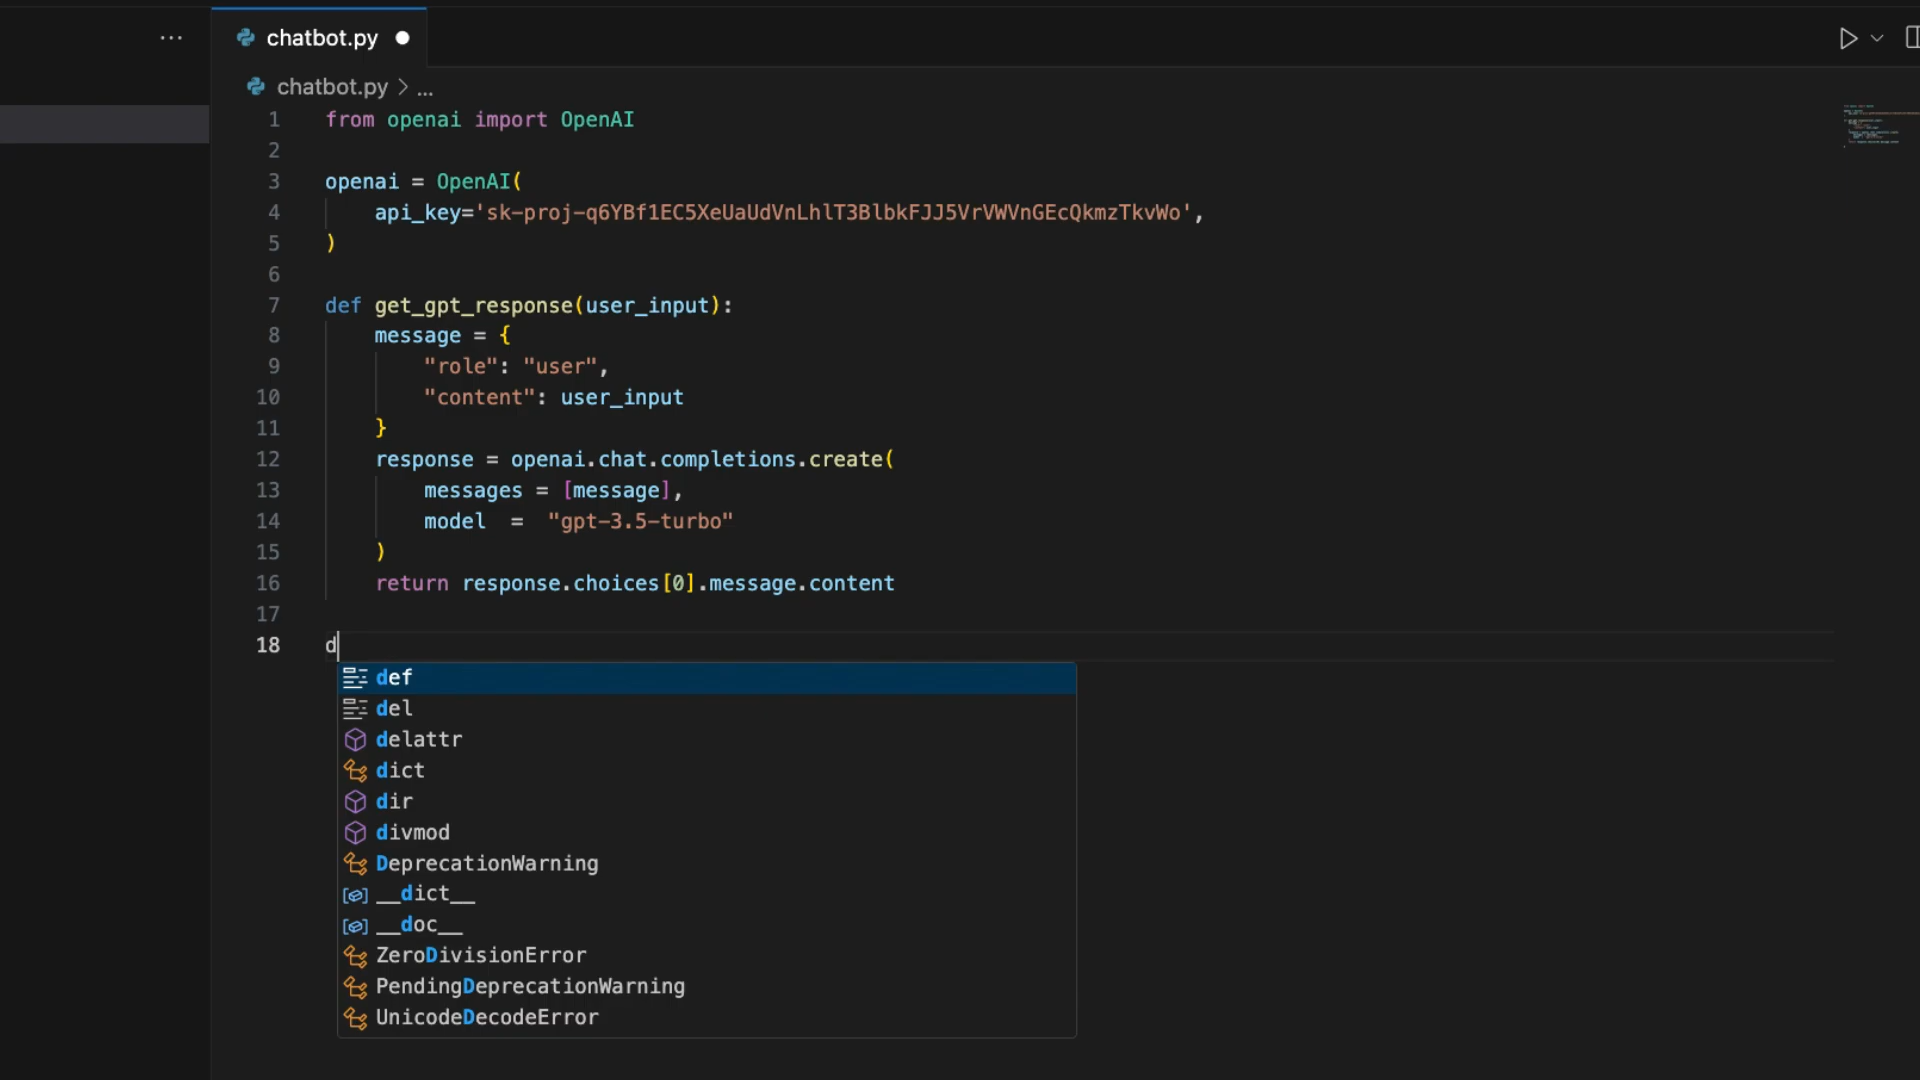 chatbot.py
chatbot.py > ...
1 from openai import OpenAI
2
3 openai = OpenAI(
4 api_key='sk-proj-q6YBf1EC5XeUaUdVnLhlT3BlbkFJJ5VrVWVnGEcQkmzTkvWo',
5 )
6
7 def get_gpt_response(user_input):
8 message = {
9 "role": "user",
10 "content": user_input
11 }
12 response = openai.chat.completions.create(
13 messages = [message],
14 model = "gpt-3.5-turbo"
15 )
16 return response.choices[0].message.content
17
18 d
def
del
delattr
dict
dir
divmod
DeprecationWarning
__dict__
__doc__
ZeroDivisionError
PendingDeprecationWarning
UnicodeDecodeError